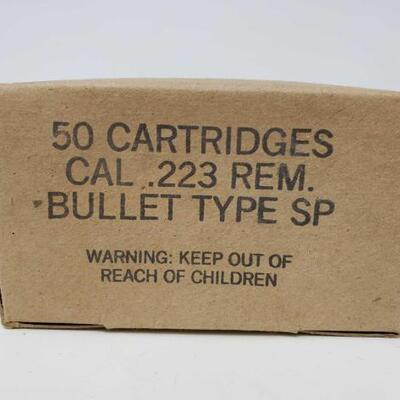 50 CARTRIDGES
CAL .223 REM.
BULLET TYPE SP
WARNING: KEEP OUT OF
REACH OF CHILDREN